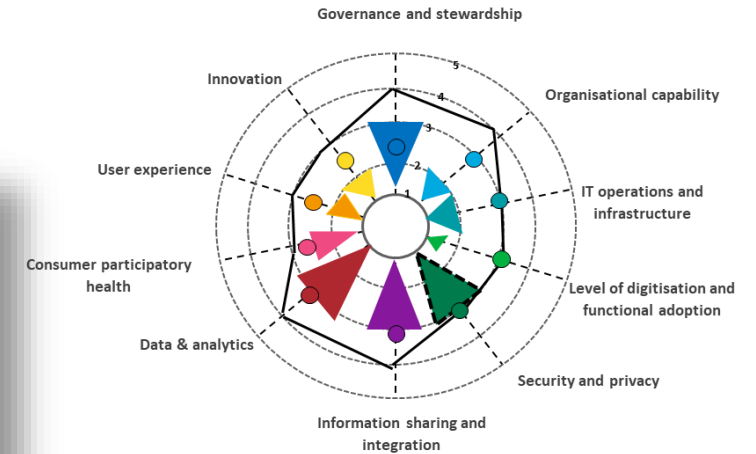 Governance and stewardship
5
Innovation
Organisational capability
4
3
User experience
2
IT operations and
infrastructure
1
Consumer participatory
health
Level of digitisation and
functional adoption
Data & analytics
Security and privacy
Information sharing and
integration